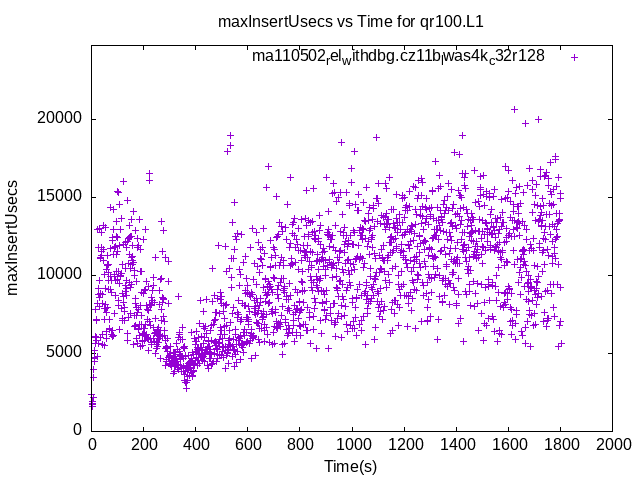 maxInsertUsecs vs Time for qr100.L1
ma110502_rel_withdbg.cz11b_bwas4k_c32r128
20000
15000
10000
5000
0
maxInsertUsecs
0 200 400 600 800 1000 1200 1400 1600 1800 2000
Time(s)